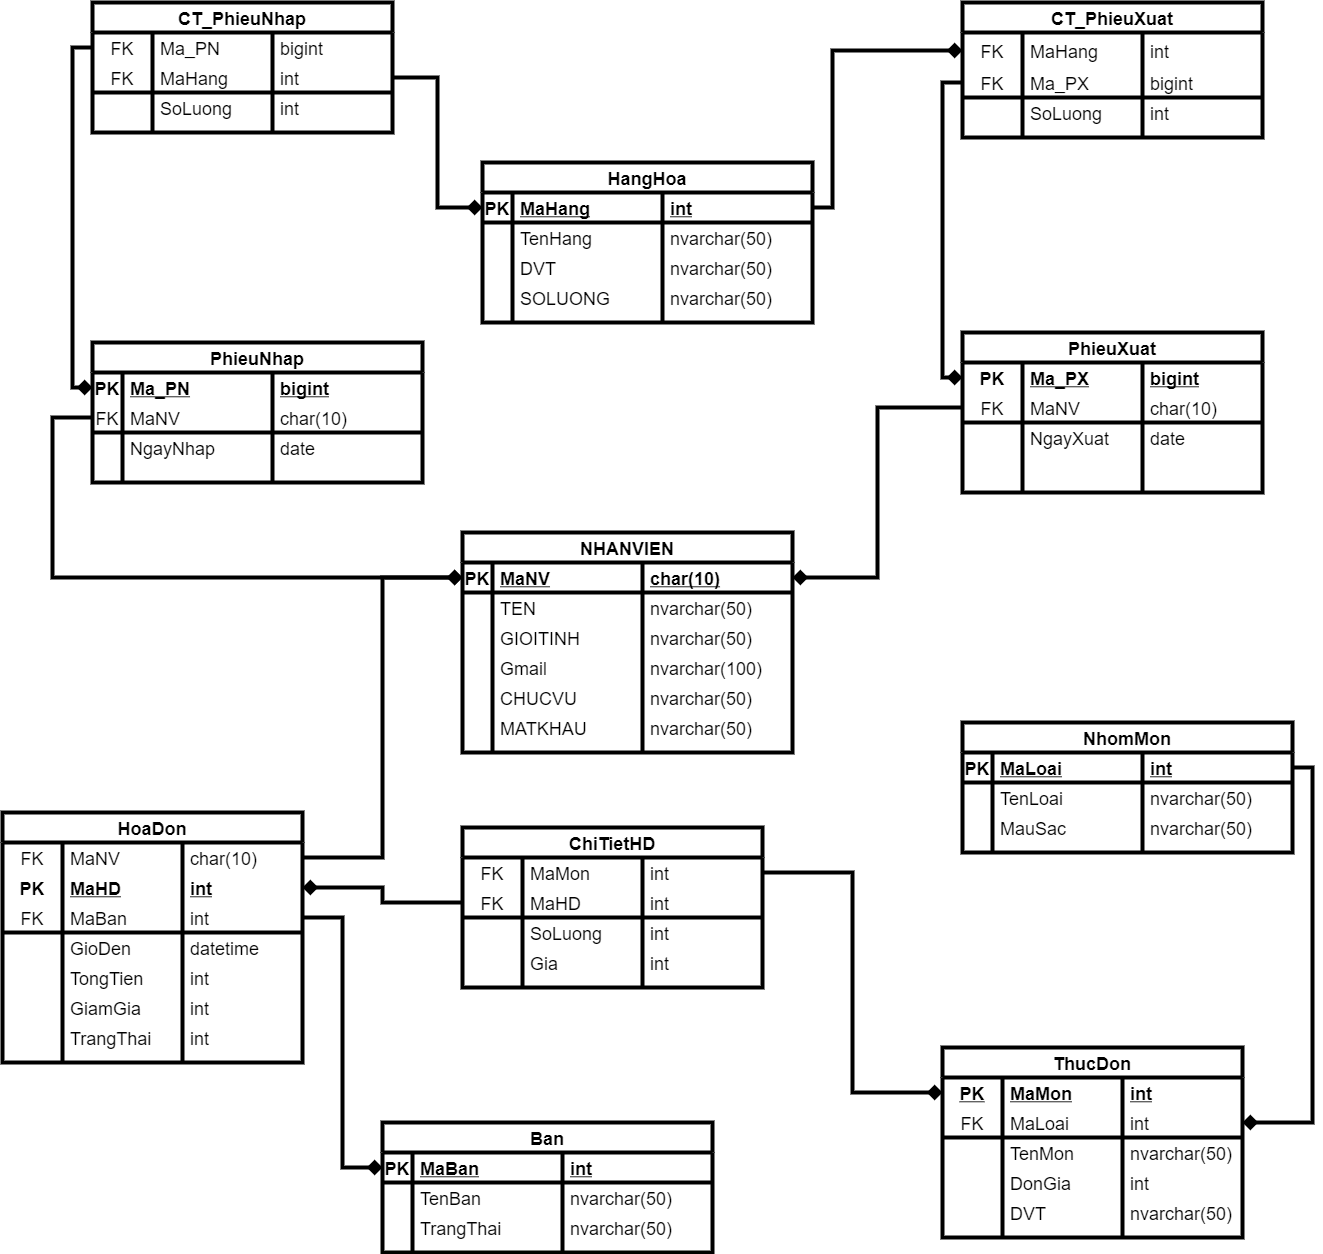 CT_PhieuNhap
FK Ma_PN bigint
FK MaHang int
SoLuong int
CT_PhieuXuat
FK MaHang int
FK Ma_PX bigint
SoLuong int
HangHoa
PK MaHang int
TenHang nvarchar(50)
DVT nvarchar(50)
SOLUONG nvarchar(50)
PhieuNhap
PK Ma_PN bigint
FK MaNV char(10)
NgayNhap date
PhieuXuat
PK Ma_PX bigint
FK MaNV char(10)
NgayXuat date
NHANVIEN
PK MaNV char(10)
TEN nvarchar(50)
GIOITINH nvarchar(50)
Gmail nvarchar(100)
CHUCVU nvarchar(50)
MATKHAU nvarchar(50)
NhomMon
PK MaLoai int
TenLoai nvarchar(50)
MauSac nvarchar(50)
HoaDon
FK MaNV char(10)
PK MaHD int
FK MaBan int
GioDen datetime
TongTien int
GiamGia int
TrangThai int
ChiTietHD
FK MaMon int
FK MaHD int
SoLuong int
Gia int
ThucDon
PK MaMon int
FK MaLoai int
TenMon nvarchar(50)
DonGia int
DVT nvarchar(50)
Ban
PK MaBan int
TenBan nvarchar(50)
TrangThai nvarchar(50)